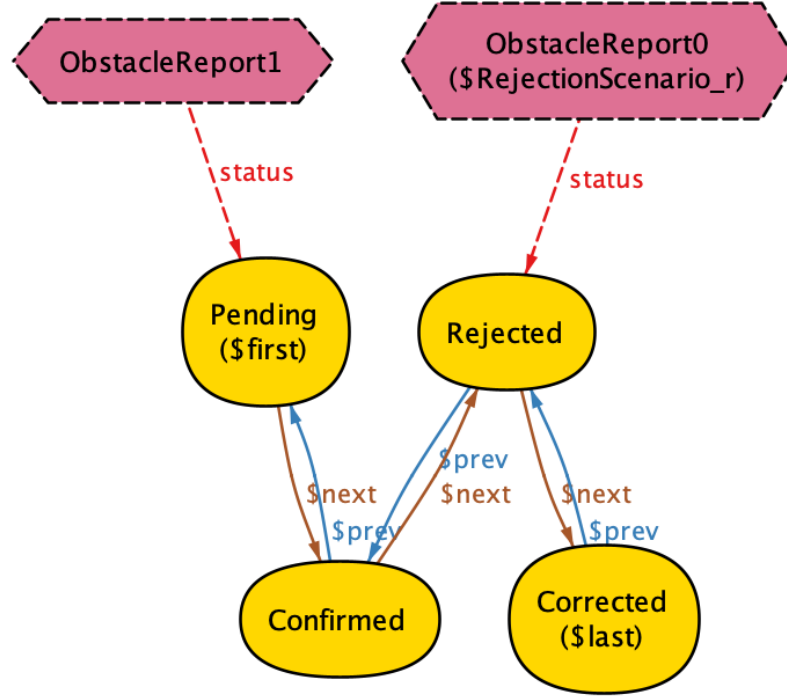 ObstacleReport1
ObstacleReport0
($RejectionScenario_r)
status
status
Pending
($first)
Rejected
$prev
$next
$next
$next
$prev
$prev
Confirmed
Corrected
($last)